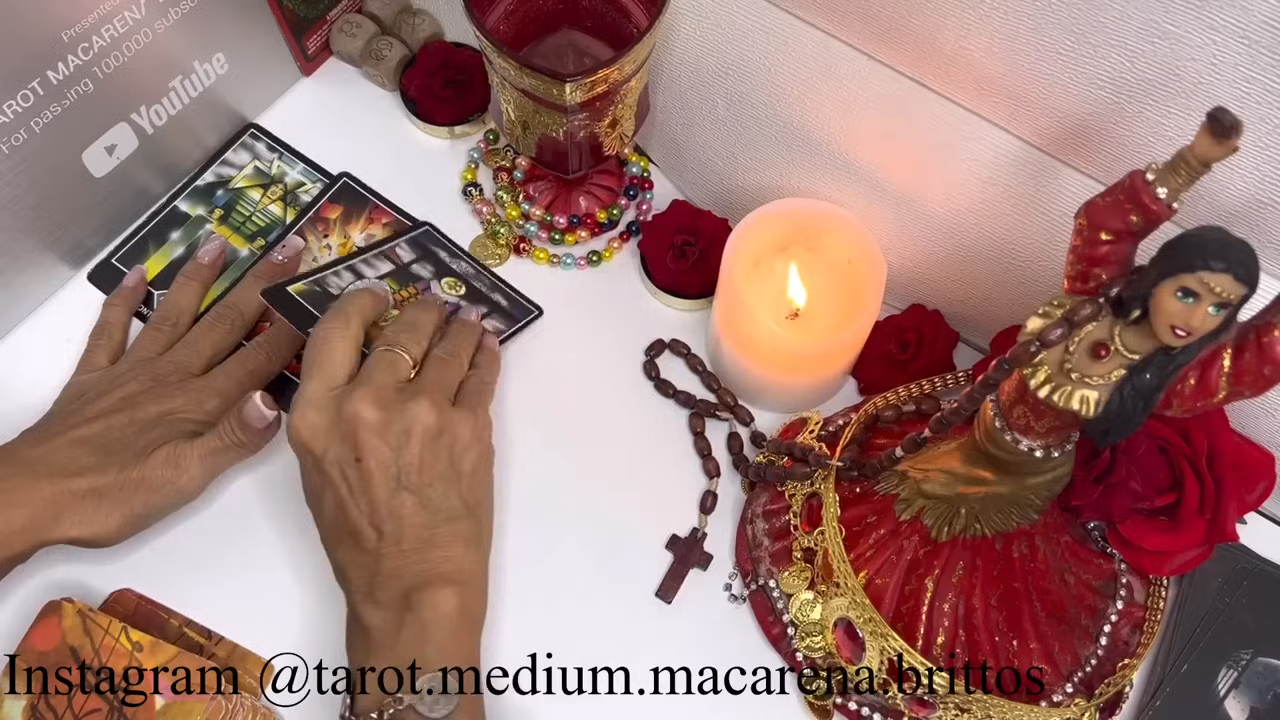 Presented
TAROT MACARENA
For passing 100,000 subsc
YouTube
Instagram @tarot.medium.macarena.brittos